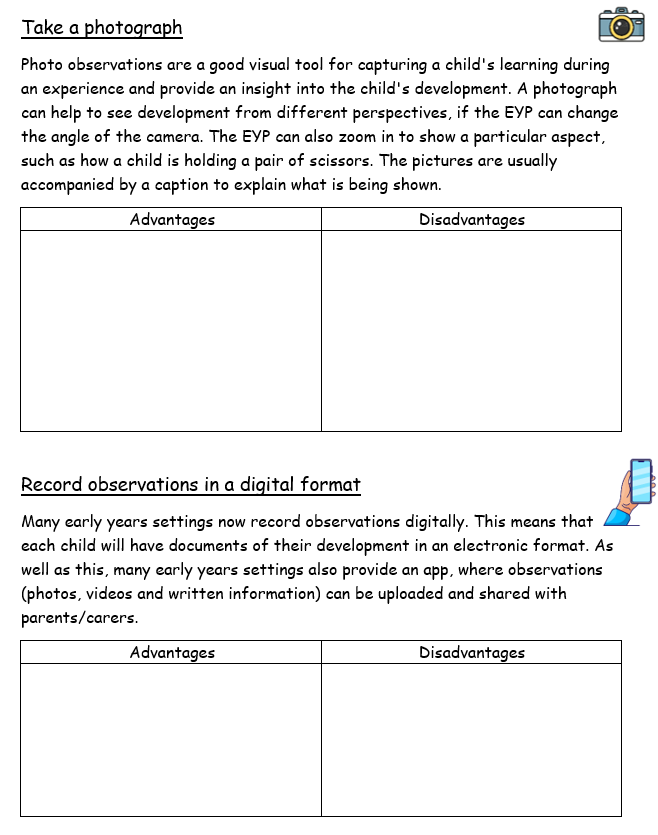 Take a photograph
Photo observations are a good visual tool for capturing a child's learning during
an experience and provide an insight into the child's development. A photograph
can help to see development from different perspectives, if the EYP can change
the angle of the camera. The EYP can also zoom in to show a particular aspect,
such as how a child is holding a pair of scissors. The pictures are usually
accompanied by a caption to explain what is being shown.
Advantages
Disadvantages
Record observations in a digital format
Many early years settings now record observations digitally. This means that
each child will have documents of their development in an electronic format. As
well as this, many early years settings also provide an app, where observations
(photos, videos and written information) can be uploaded and shared with
parents/carers.
Advantages
Disadvantages